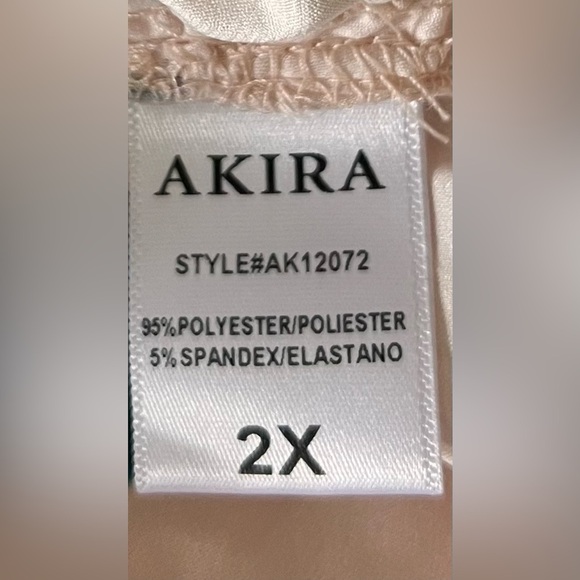 AKIRA
STYLE#AK12072
95%POLYESTER/POLIESTER
5% SPANDEX/ELASTANO
2X